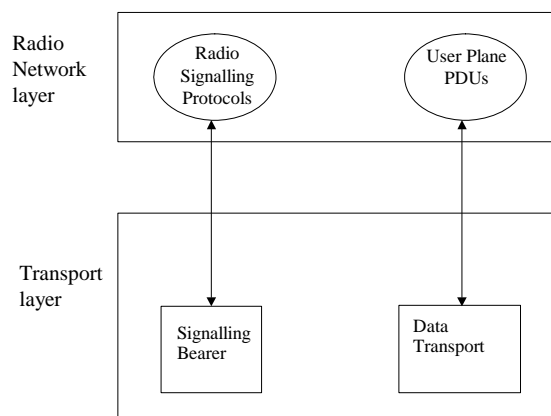 Radio
Network
layer
Radio
Signalling
Protocols
User Plane
PDUs
Transport
layer
Signalling
Bearer
Data
Transport